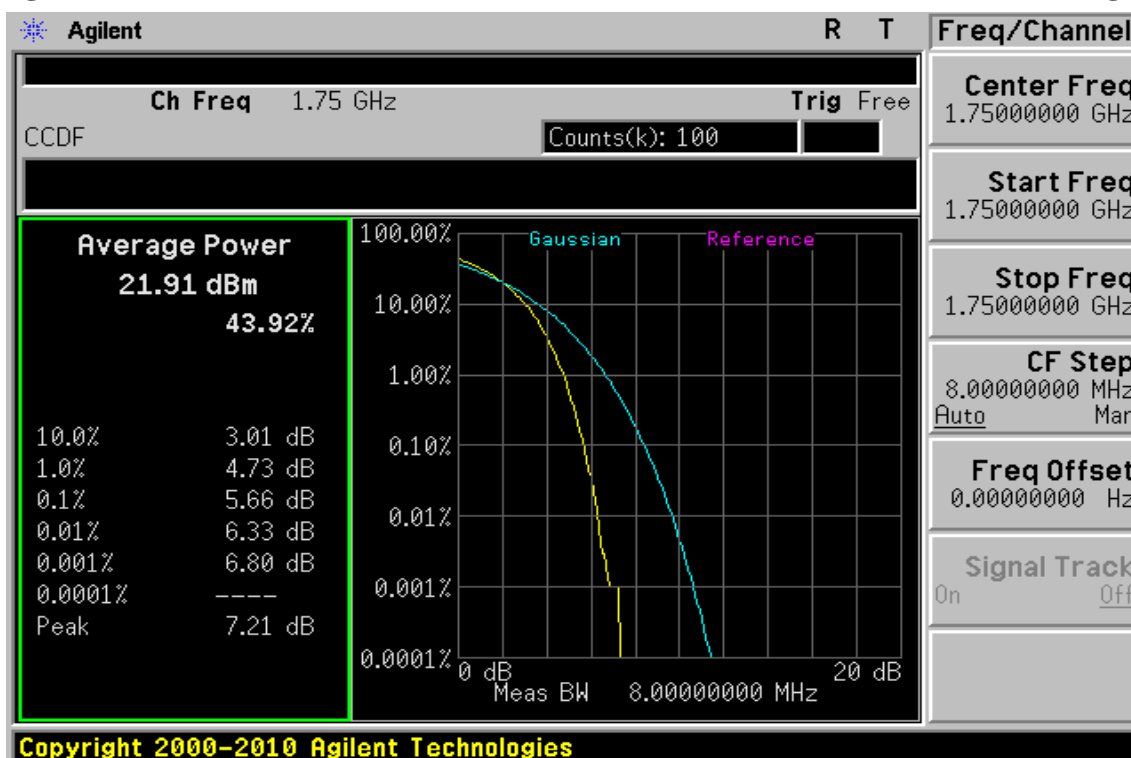 Agilent R T
Ch Freq 1.75 GHz Trig Free
CCDF Counts(k): 100
Average Power
21.91 dBm
43.92%
10.0% 3.01 dB
1.0% 4.73 dB
0.1% 5.66 dB
0.01% 6.33 dB
0.001% 6.80 dB
0.0001% ----
Peak 7.21 dB
Gaussian Reference
100.00%
10.00%
1.00%
0.10%
0.01%
0.001%
0.0001%
0 dB 20 dB
Meas BW 8.00000000 MHz
Freq/Channel
Center Freq
1.75000000 GHz
Start Freq
1.75000000 GHz
Stop Freq
1.75000000 GHz
CF Step
8.00000000 MHz
Auto Man
Freq Offset
0.00000000 Hz
Signal Track
On Off
Copyright 2000-2010 Agilent Technologies